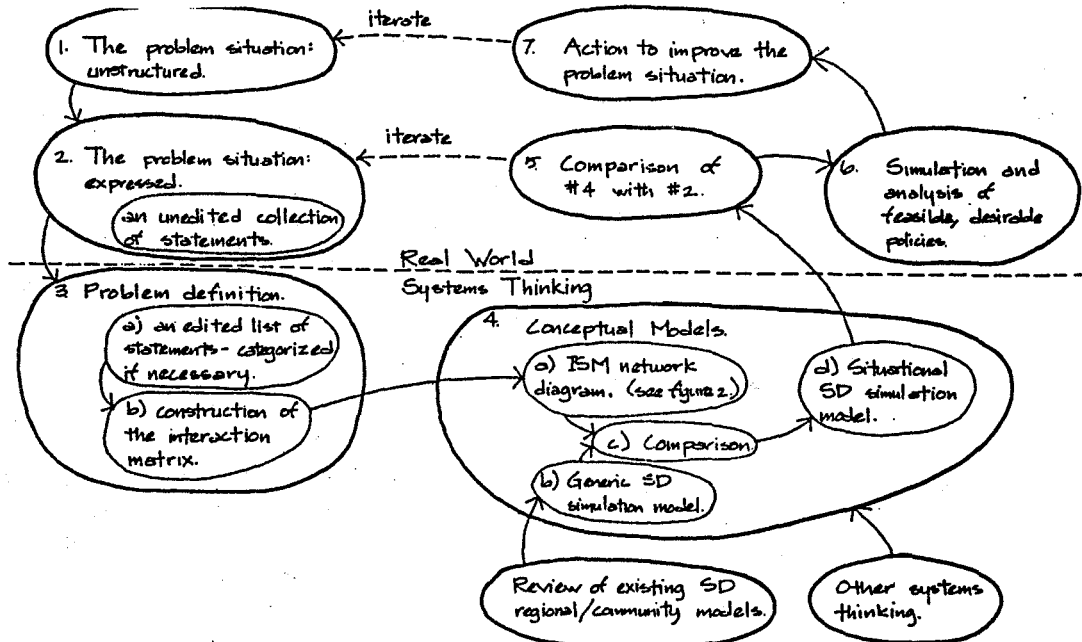 iterate
1. The problem situation:
unstructured.
7. Action to improve the
problem situation.
2. The problem situation:
expressed.
an unedited collection
of statements.
iterate
5. Comparison of
#4 with #2.
6. Simulation and
analysis of
feasible, desirable
policies.
Real World
Systems Thinking
3. Problem definition.
a) an edited list of
statements - categorized
if necessary.
b) construction of
the interaction
matrix.
4. Conceptual Models.
a) ISM network
diagram. (see figure 2.)
c) Comparison.
b) Generic SD
simulation model.
d) Situational
SD simulation
model.
Review of existing SD
regional/community models.
Other systems
thinking.